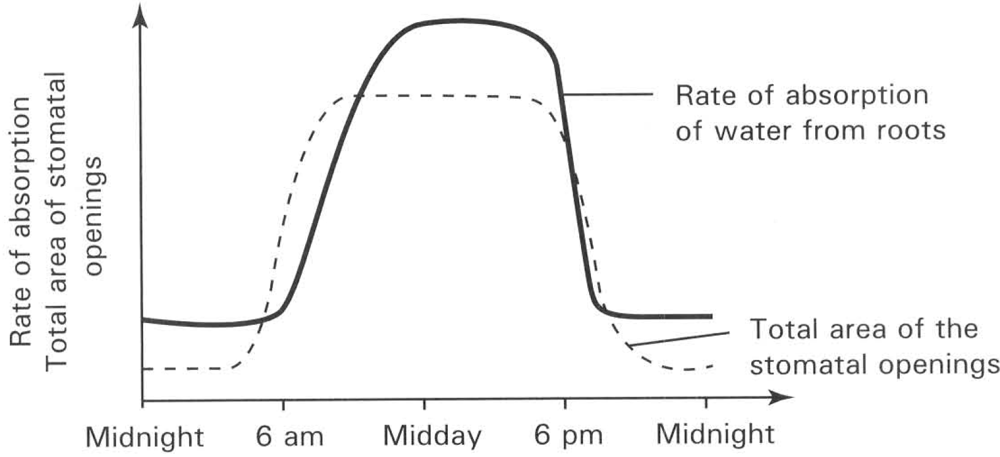 Rate of absorption
Total area of stomatal
openings
Rate of absorption
of water from roots
Total area of the
stomatal openings
Midnight
6 am
Midday
6 pm
Midnight